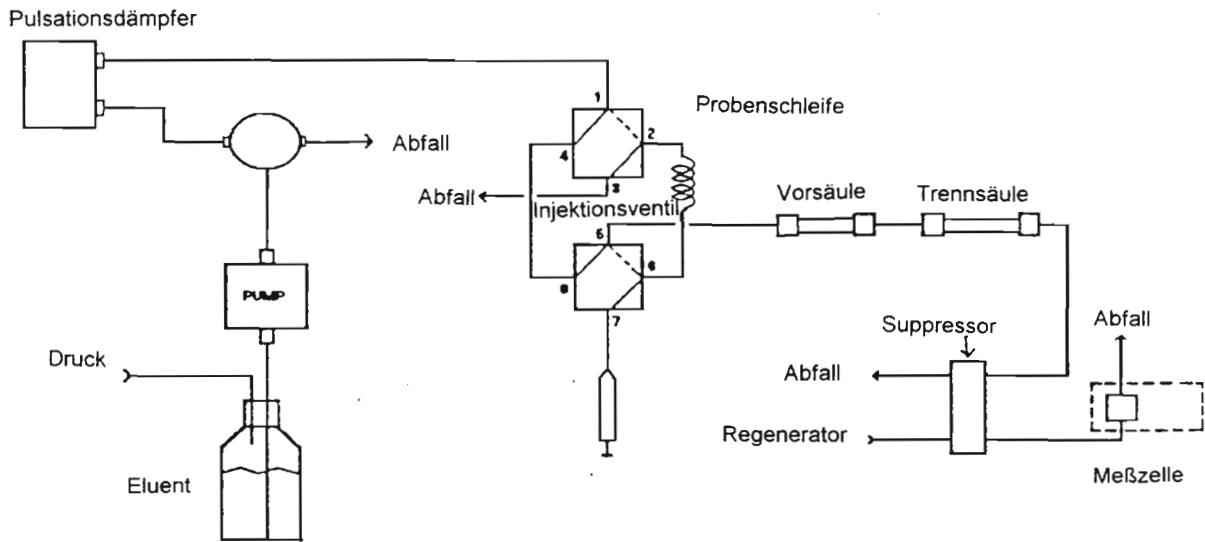 Pulsationsdämpfer
Abfall
PUMP
Druck
Eluent
1
2
4
3
Probenschleife
Abfall
Injektionsventil
5
6
8
7
Vorsäule
Trennsäule
Suppressor
Abfall
Abfall
Regenerator
Meßzelle